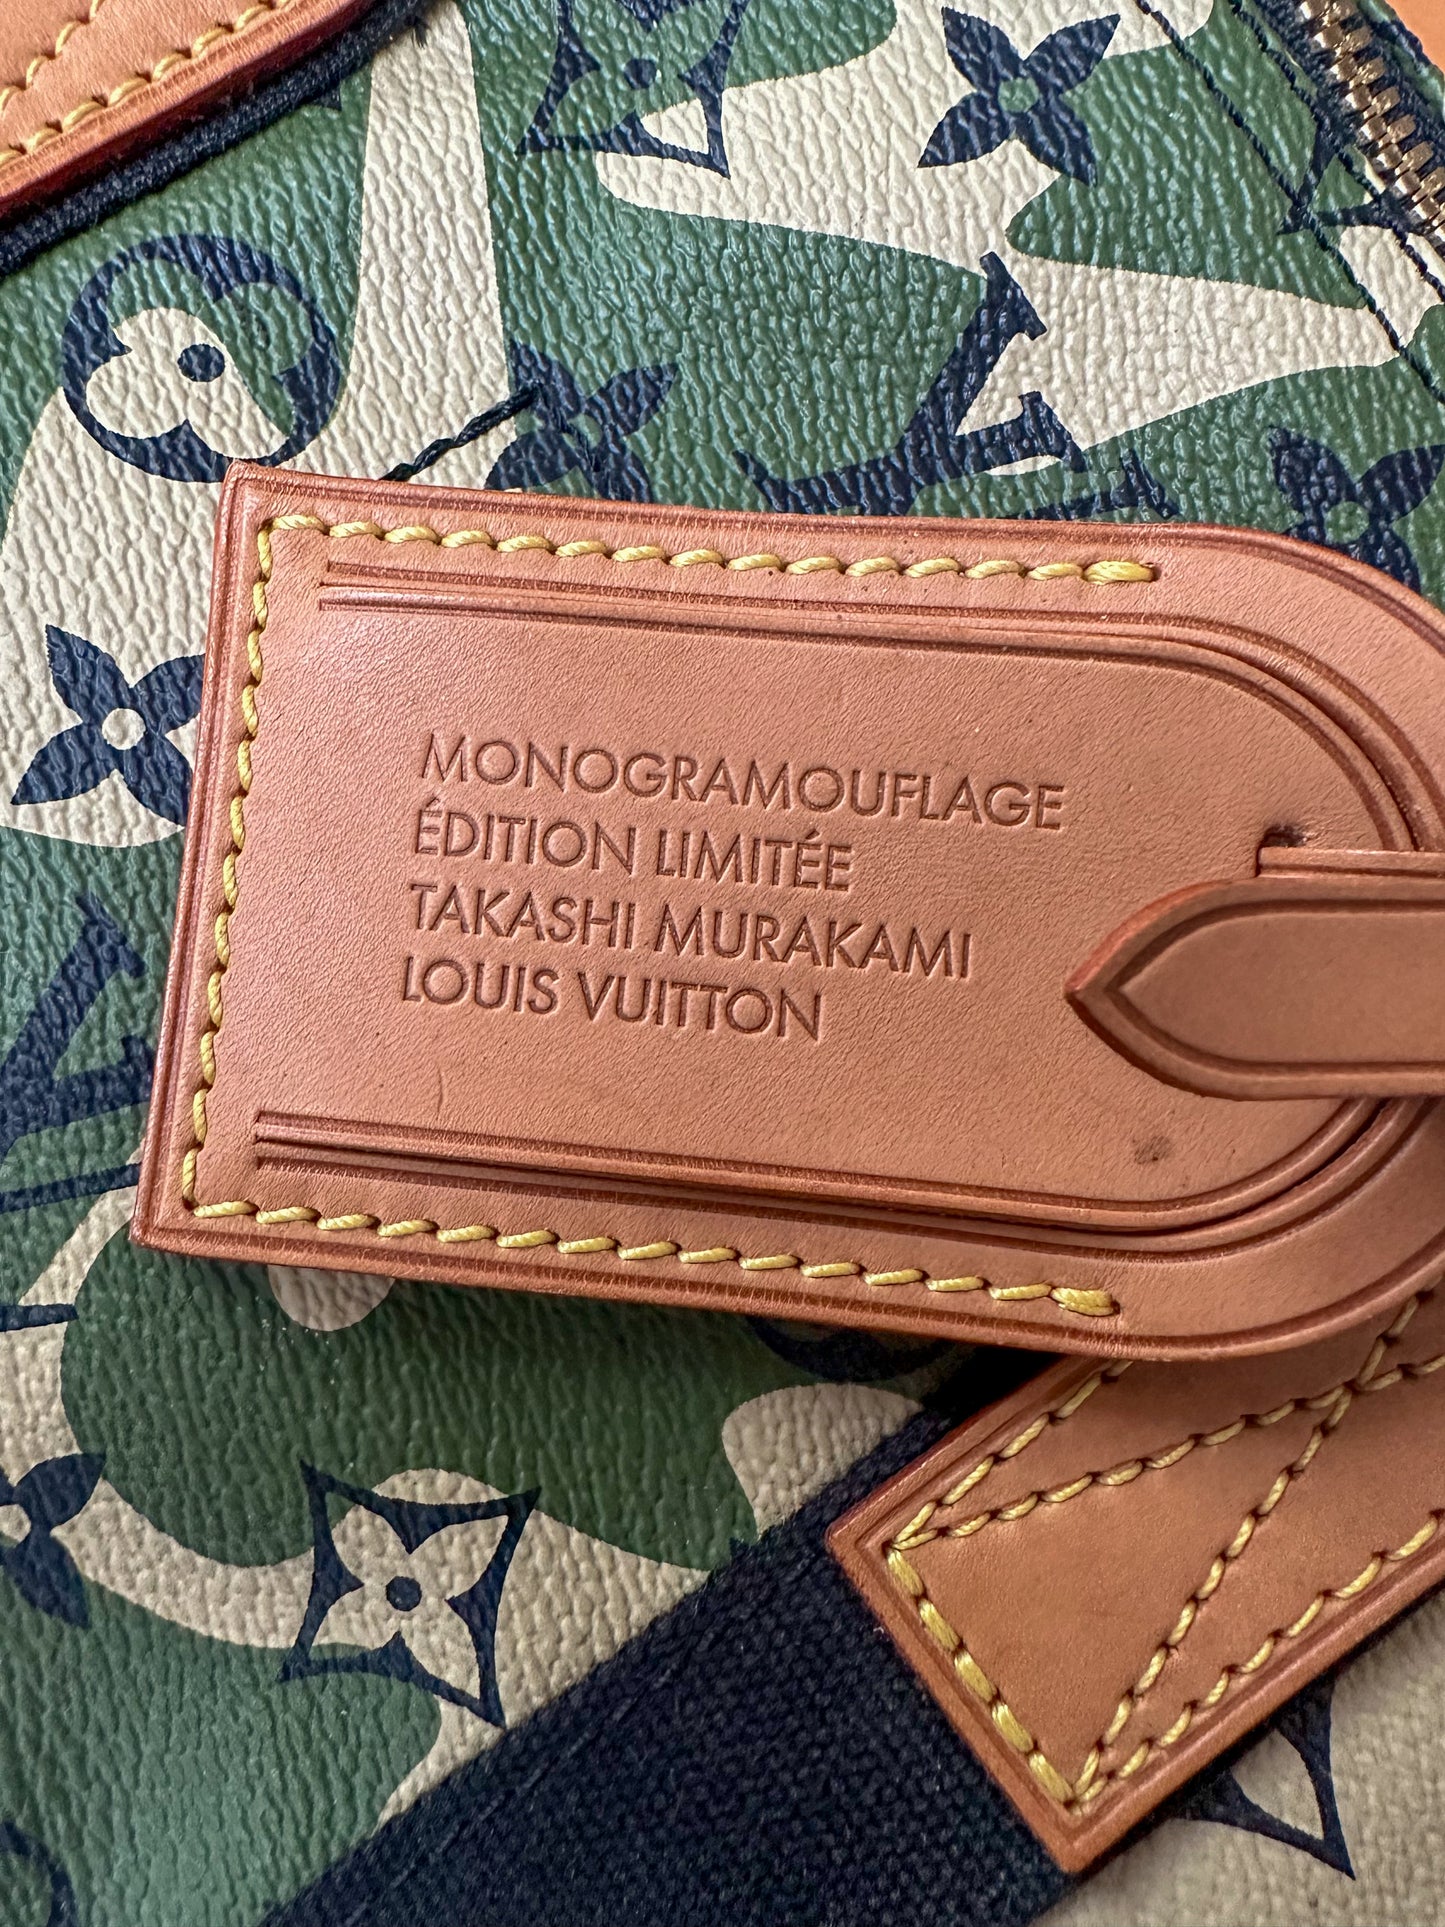 MONOGRAMOUFLAGE
ÉDITION LIMITÉE
TAKASHI MURAKAMI
LOUIS VUITTON